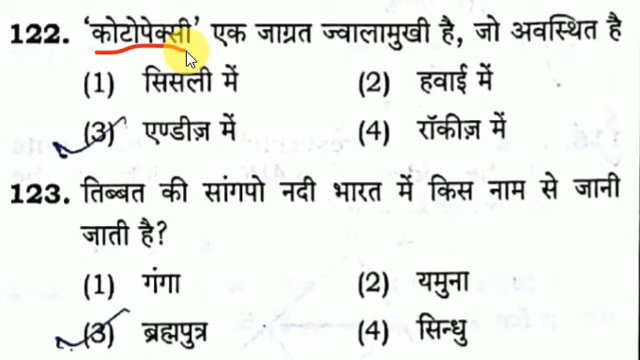 122. ‘कोटोपेक्सी’ एक जाग्रत ज्वालामुखी है, जो अवस्थित है
(1) सिसली में (2) हवाई में
(3) एण्डीज़ में (4) रॉकीज़ में
123. तिब्बत की सांगपो नदी भारत में किस नाम से जानी
जाती है?
(1) गंगा (2) यमुना
(3) ब्रह्मपुत्र (4) सिन्धु